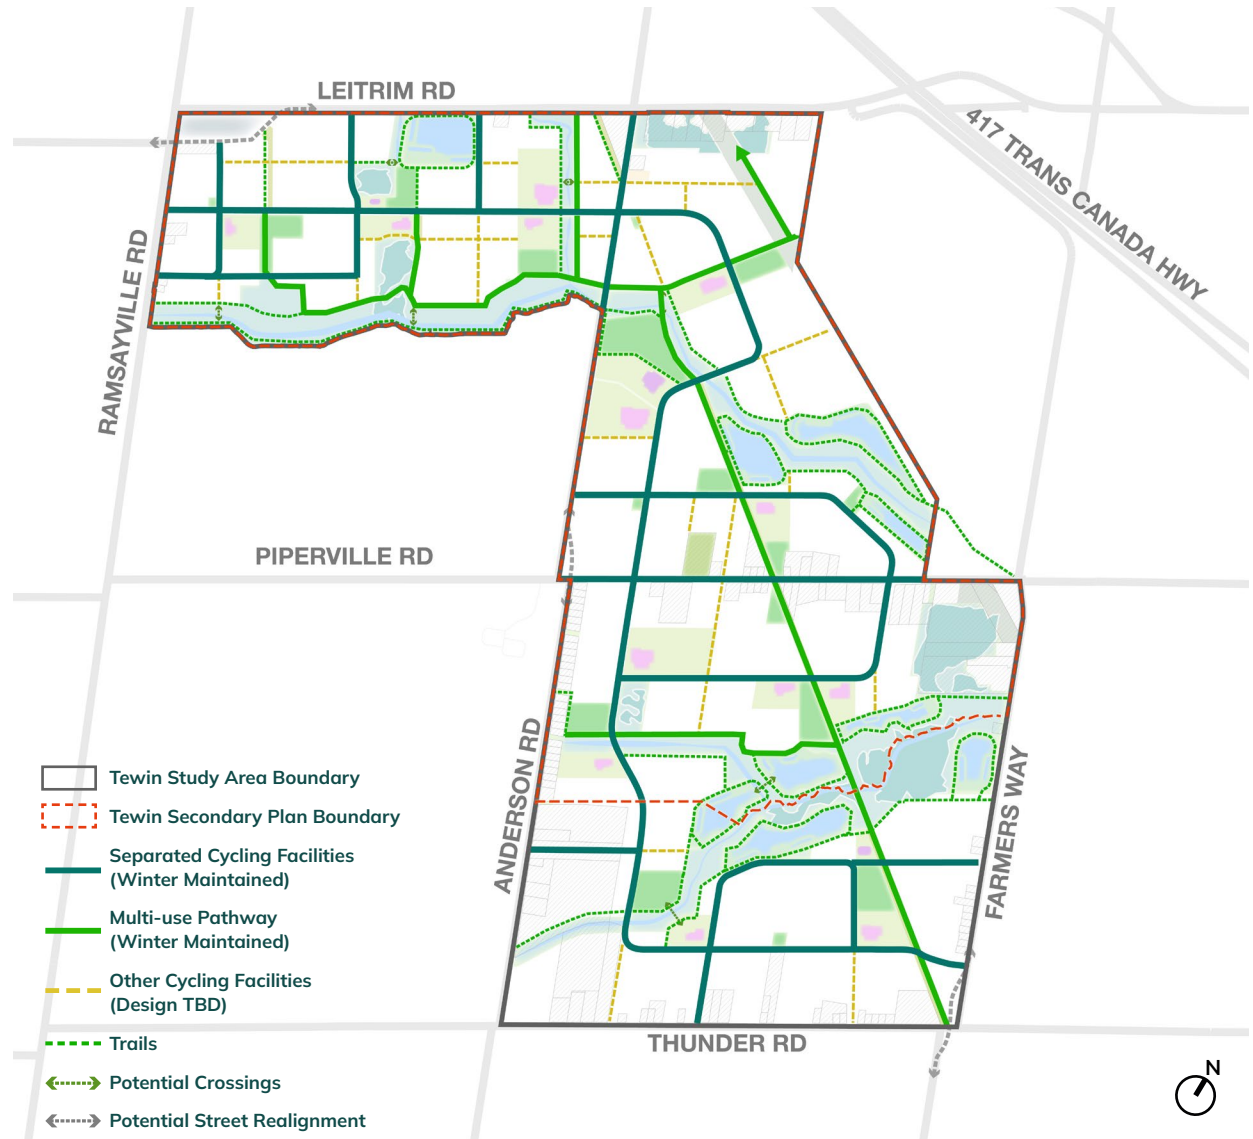 LEITRIM RD
417 TRANS CANADA HWY
RAMSAYVILLE RD
PIPERVILLE RD
ANDERSON RD
FARMERS WAY
THUNDER RD
Tewin Study Area Boundary
Tewin Secondary Plan Boundary
Separated Cycling Facilities
(Winter Maintained)
Multi-use Pathway
(Winter Maintained)
Other Cycling Facilities
(Design TBD)
Trails
Potential Crossings
Potential Street Realignment
N